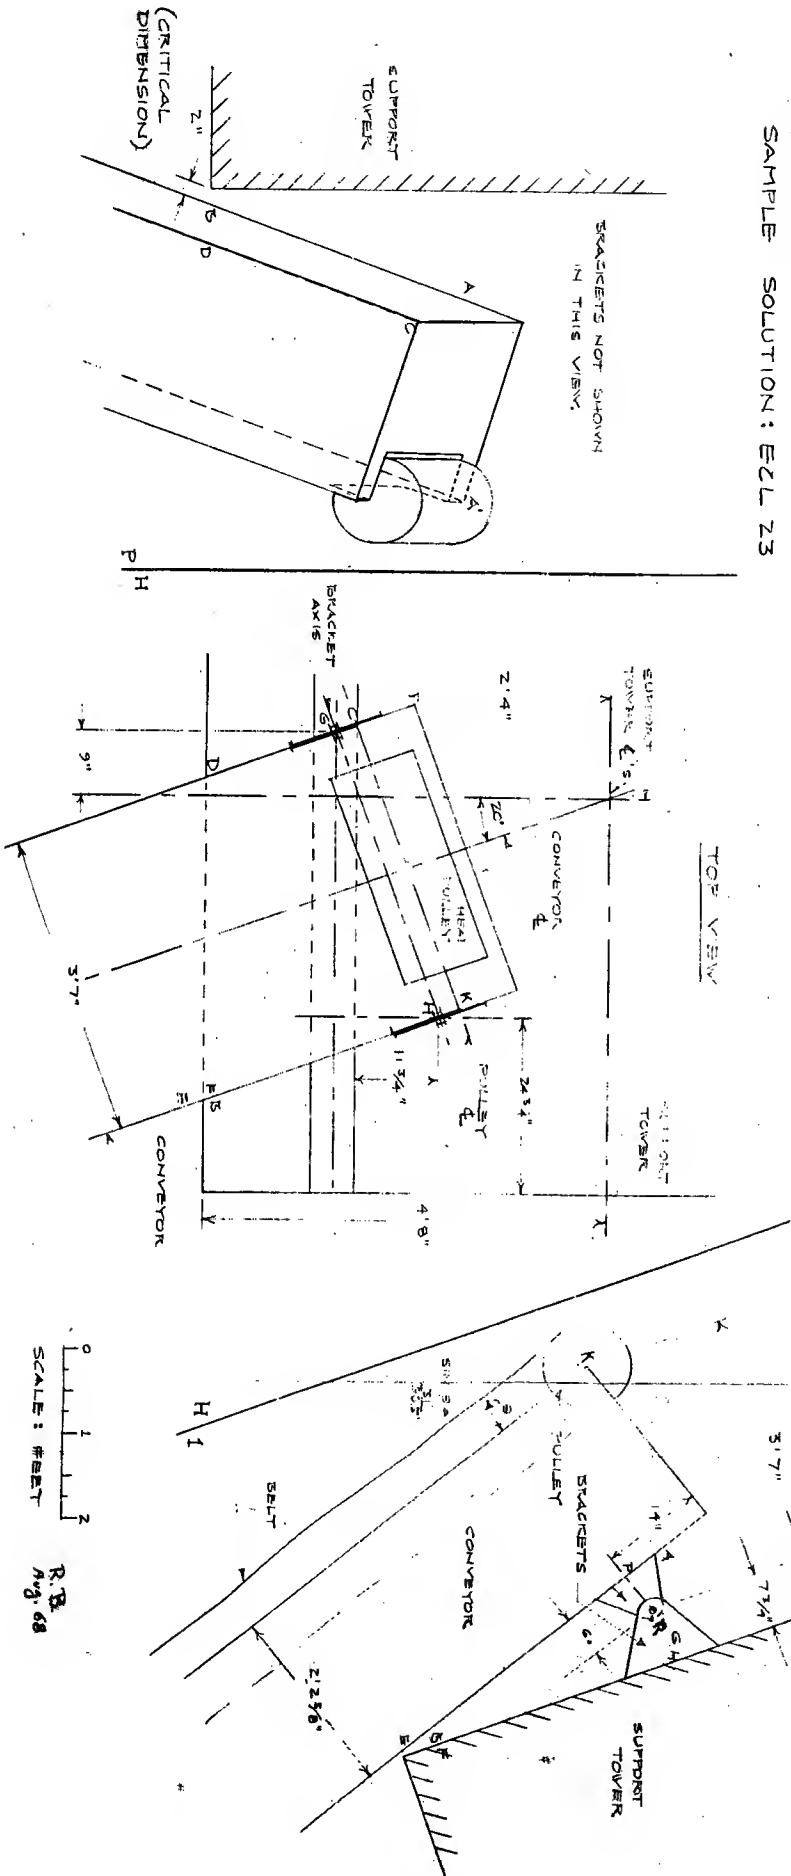 SAMPLE SOLUTION: ECL 23
SUPPORT
TOWER
(CRITICAL
DIMENSION)
2"
B
D
A
C
BRACKETS NOT SHOWN
IN THIS VIEW.
P
H
TOP VIEW
SUPPORT
TOWER ℄'s.
2'4"
20°
CONVEYOR
℄
BRACKET
AXIS
C
G
HEAD
PULLEY
K
H
PULLEY
℄
24 3/4"
TOWER
11 3/4"
4'8"
9"
D
3'7"
E
F B
CONVEYOR
H
1
K
3'7"
7 3/4"
PULLEY
BRACKETS
14"
P
A
R
G H
6"
BELT
CONVEYOR
2'2 5/8"
E
B F
SUPPORT
TOWER
0 1 2
SCALE: FEET
R.B.
Aug. 68